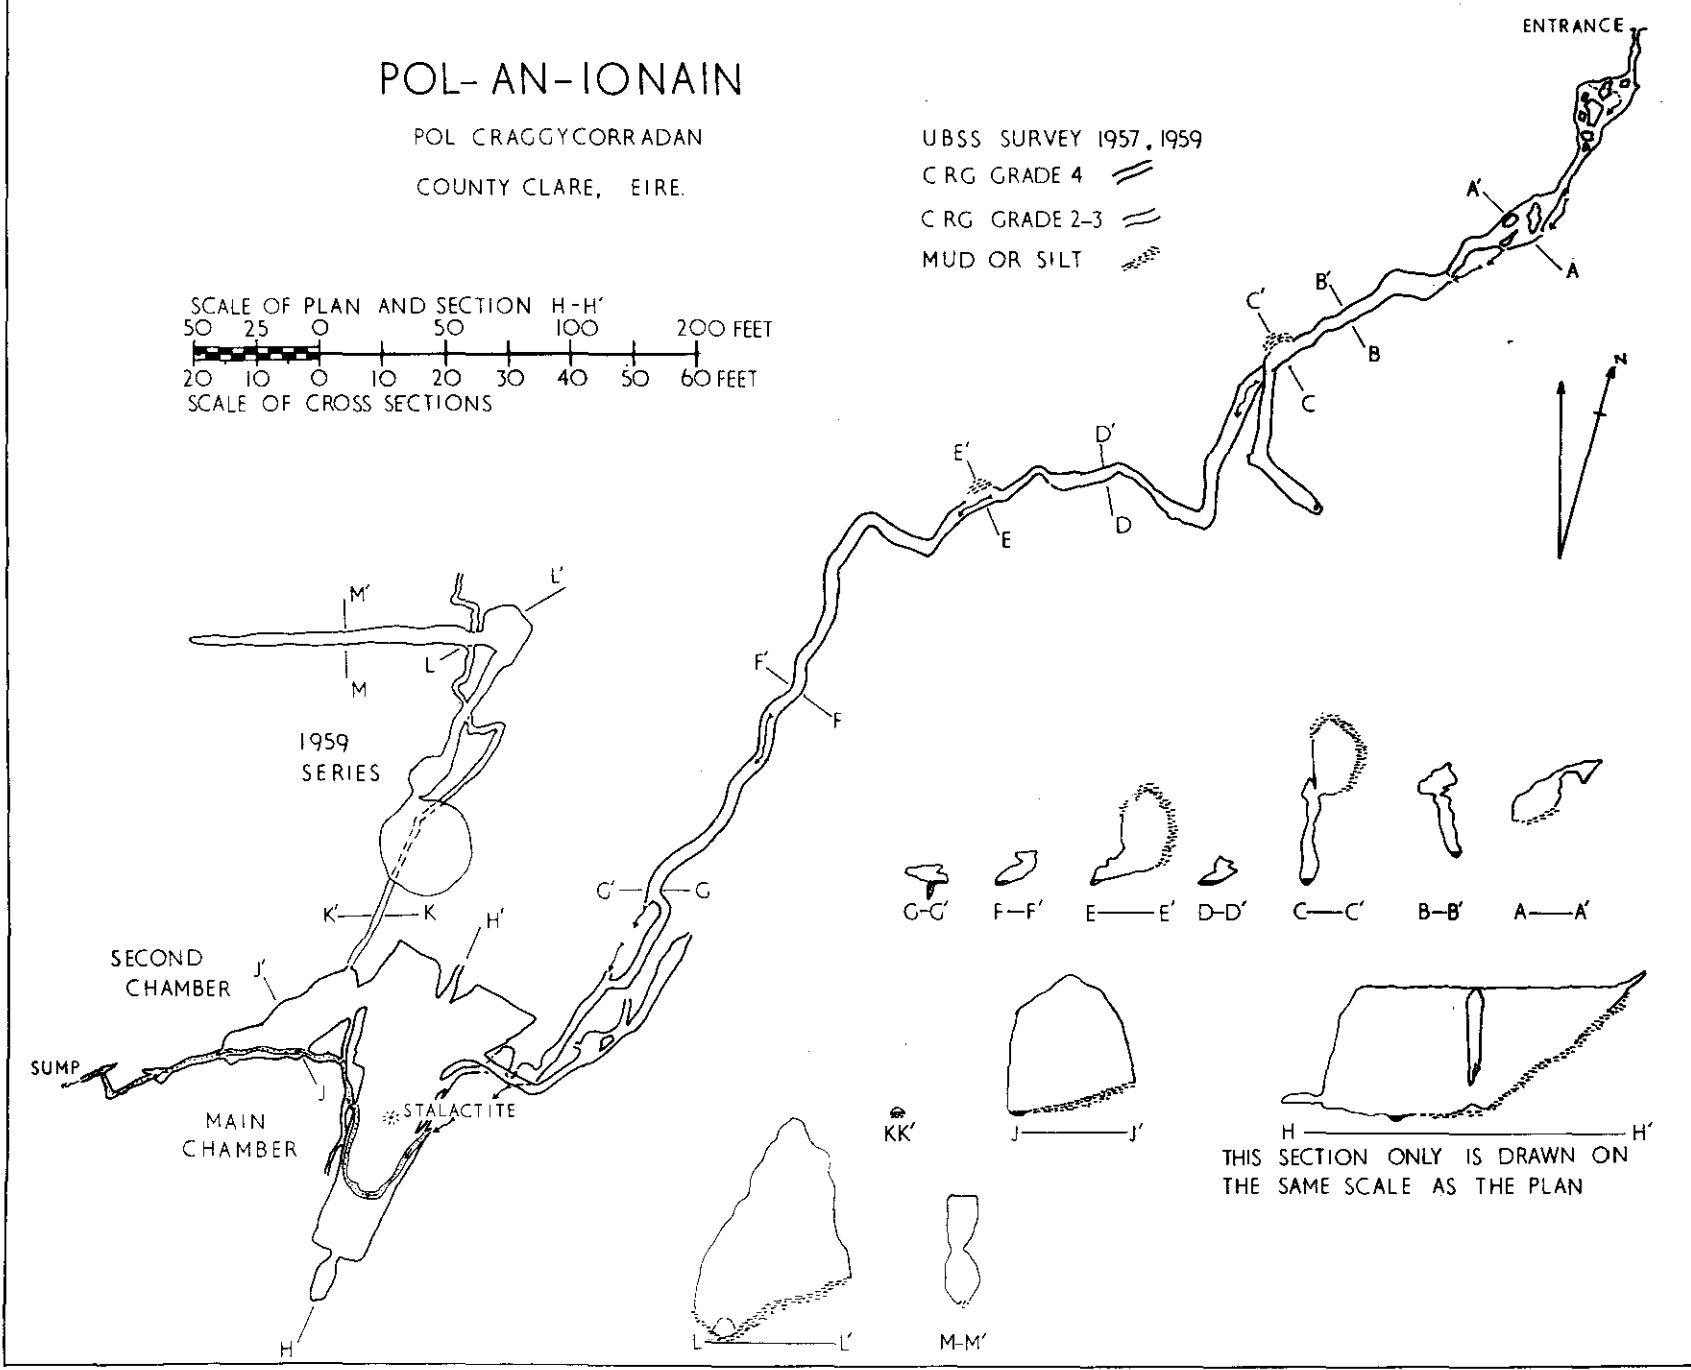 ENTRANCE
POL-AN-IONAIN
POL CRAGGYCORRADAN
COUNTY CLARE, EIRE.
UBSS SURVEY 1957, 1959
CRG GRADE 4
CRG GRADE 2-3
MUD OR SILT
SCALE OF PLAN AND SECTION H-H'
50 25 0 50 100 200 FEET
20 10 0 10 20 30 40 50 60 FEET
SCALE OF CROSS SECTIONS
A'
A
B'
B
C'
C
N
D'
D
E'
E
F'
F
G'
G
L'
L
M'
M
1959
SERIES
K'
K
H'
SECOND
CHAMBER
J'
J
SUMP
MAIN
CHAMBER
STALACTITE
H
G-G' F-F' E-E' D-D' C-C' B-B' A-A'
KK'
J J'
H H'
THIS SECTION ONLY IS DRAWN ON
THE SAME SCALE AS THE PLAN
L L'
M-M'